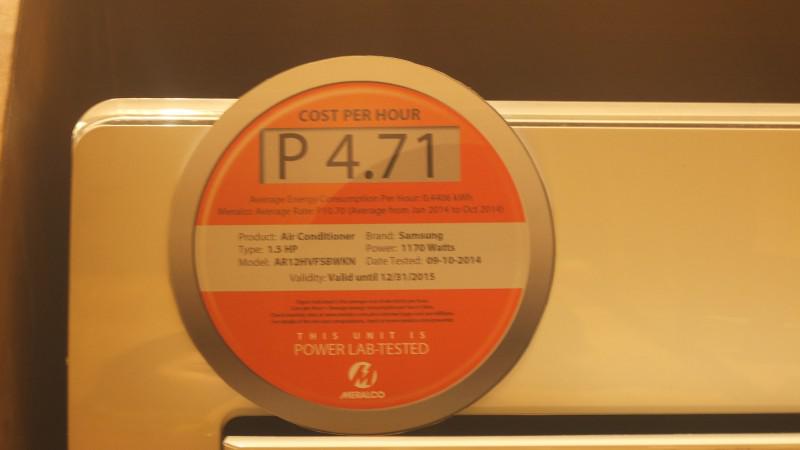 COST PER HOUR
P 4.71
Average Energy Consumption Per Hour: 0.4406 kWh
Meralco Average Rate: P10.70 (Average from Jan 2014 to Oct 2014)
Product: Air Conditioner Brand: Samsung
Type: 1.5 HP Power: 1170 Watts
Model: AR12HVFSBWKN Date Tested: 09-10-2014
Validity: Valid until 12/31/2015
THIS UNIT IS
POWER LAB-TESTED
MERALCO